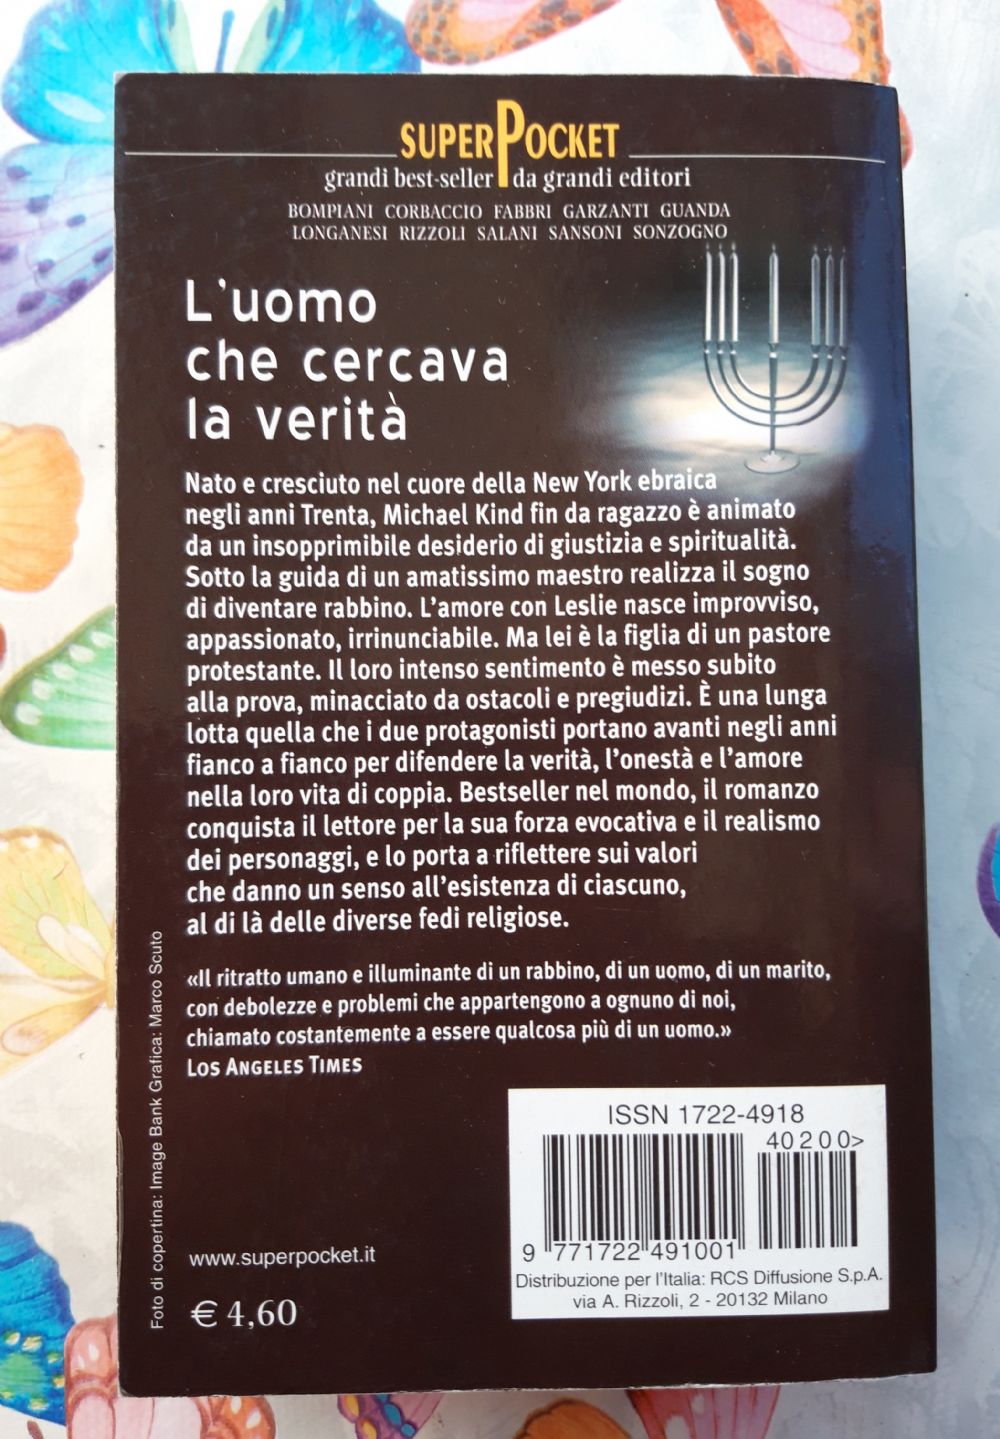 SUPERPOCKET
grandi best-seller da grandi editori
BOMPIANI CORBACCIO FABBRI GARZANTI GUANDA
LONGANESI RIZZOLI SALANI SANSONI SONZOGNO
L'uomo
che cercava
la verità
Nato e cresciuto nel cuore della New York ebraica
negli anni Trenta, Michael Kind fin da ragazzo è animato
da un insopprimibile desiderio di giustizia e spiritualità.
Sotto la guida di un amatissimo maestro realizza il sogno
di diventare rabbino. L'amore con Leslie nasce improvviso,
appassionato, irrinunciabile. Ma lei è la figlia di un pastore
protestante. Il loro intenso sentimento è messo subito
alla prova, minacciato da ostacoli e pregiudizi. È una lunga
lotta quella che i due protagonisti portano avanti negli anni
fianco a fianco per difendere la verità, l'onestà e l'amore
nella loro vita di coppia. Bestseller nel mondo, il romanzo
conquista il lettore per la sua forza evocativa e il realismo
dei personaggi, e lo porta a riflettere sui valori
che danno un senso all'esistenza di ciascuno,
al di là delle diverse fedi religiose.
«Il ritratto umano e illuminante di un rabbino, di un uomo, di un marito,
con debolezze e problemi che appartengono a ognuno di noi,
chiamato costantemente a essere qualcosa più di un uomo.»
LOS ANGELES TIMES
Foto di copertina: Image Bank Grafica: Marco Scuto
www.superpocket.it
€ 4,60
ISSN 1722-4918
40200>
9 771722 491001
Distribuzione per l'Italia: RCS Diffusione S.p.A.
via A. Rizzoli, 2 - 20132 Milano